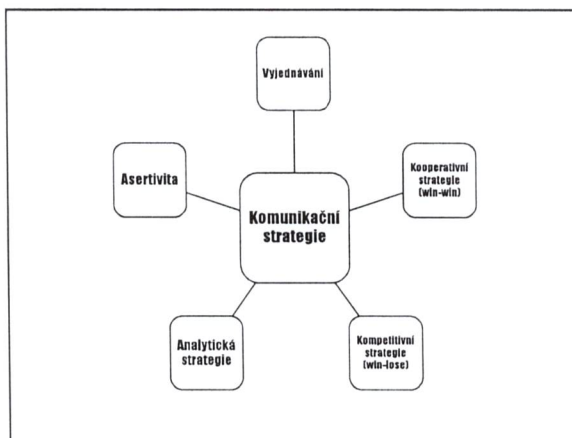 Vyjednávání
Asertivita
Kooperativní
strategie
(win-win)
Komunikační
strategie
Analytická
strategie
Kompetitivní
strategie
(win-lose)